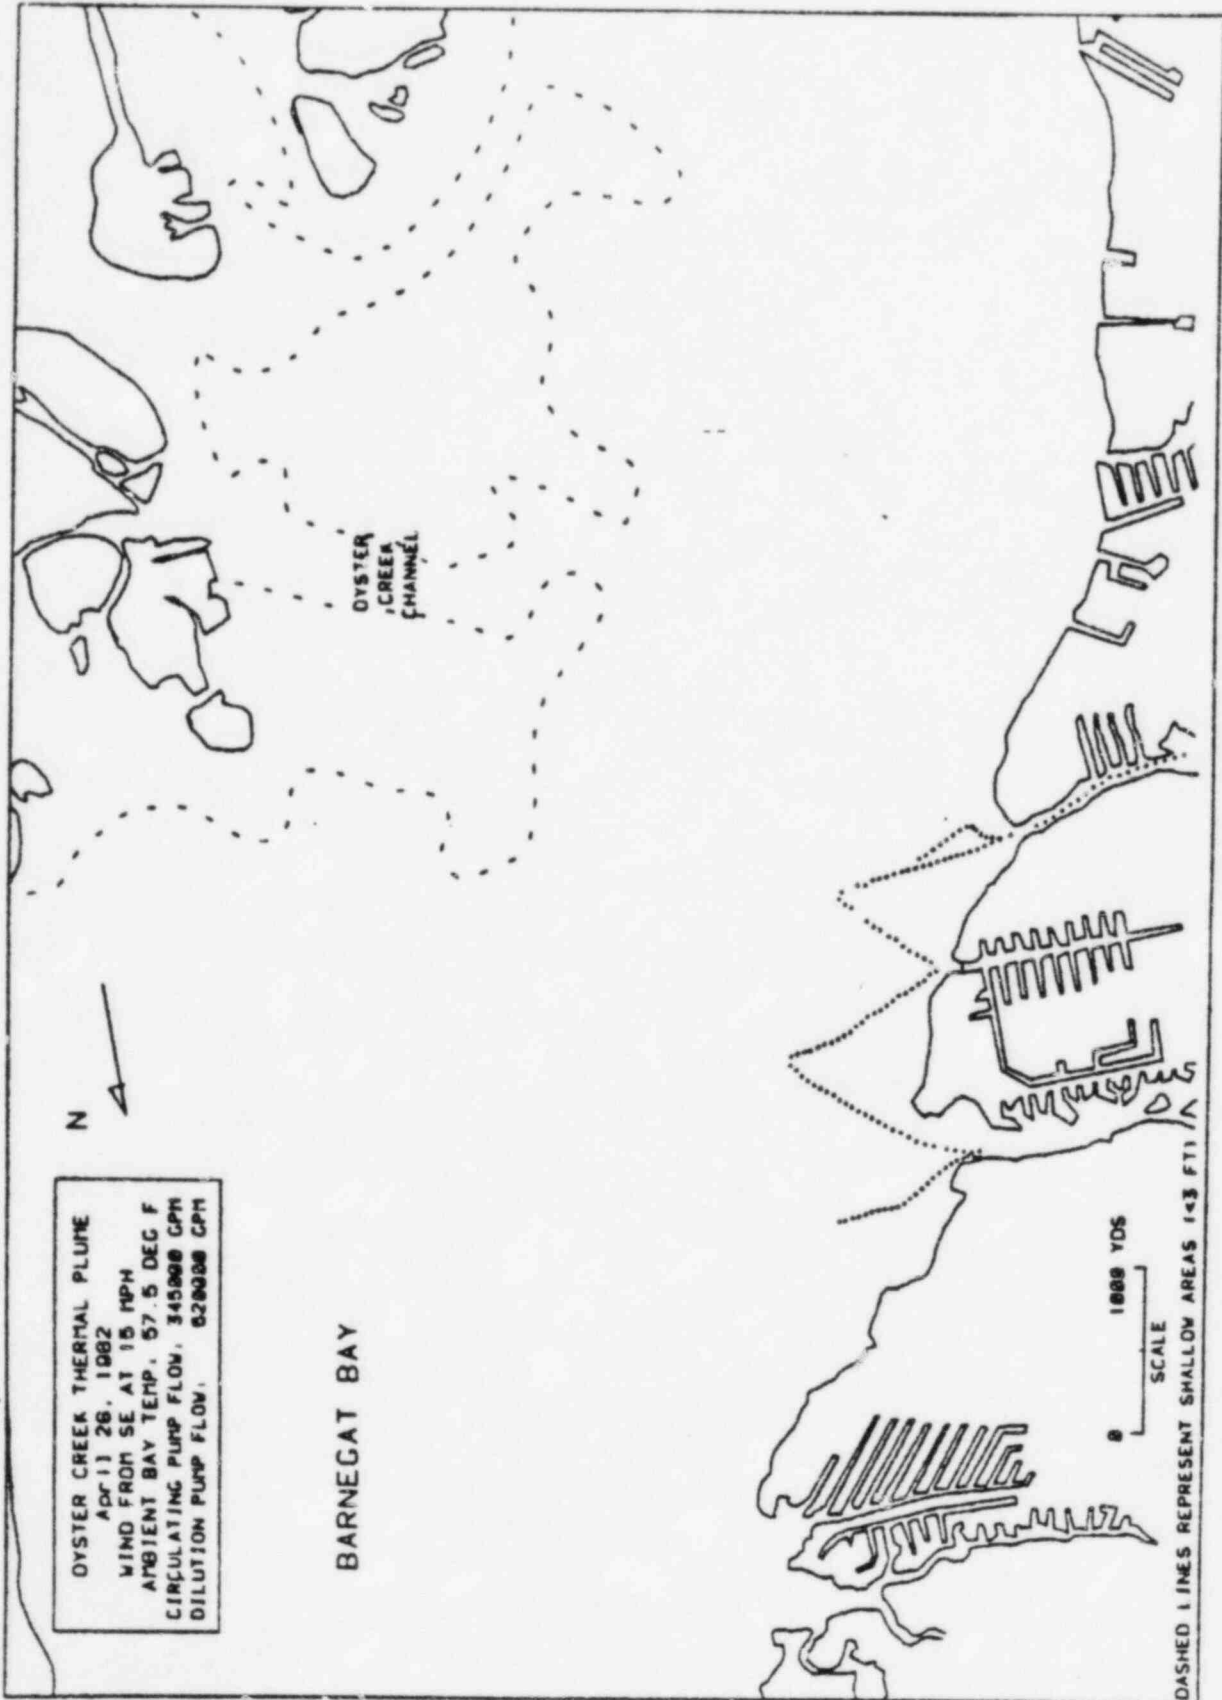 OYSTER CREEK THERMAL PLUME
April 26, 1982
WIND FROM SE AT 15 MPH
AMBIENT BAY TEMP. 57.5 DEG F
CIRCULATING PUMP FLOW. 345000 GPM
DILUTION PUMP FLOW. 520000 GPM
N
BARNEGAT BAY
OYSTER
CREEK
CHANNEL
0 1000 YDS
SCALE
DASHED LINES REPRESENT SHALLOW AREAS (<3 FT)